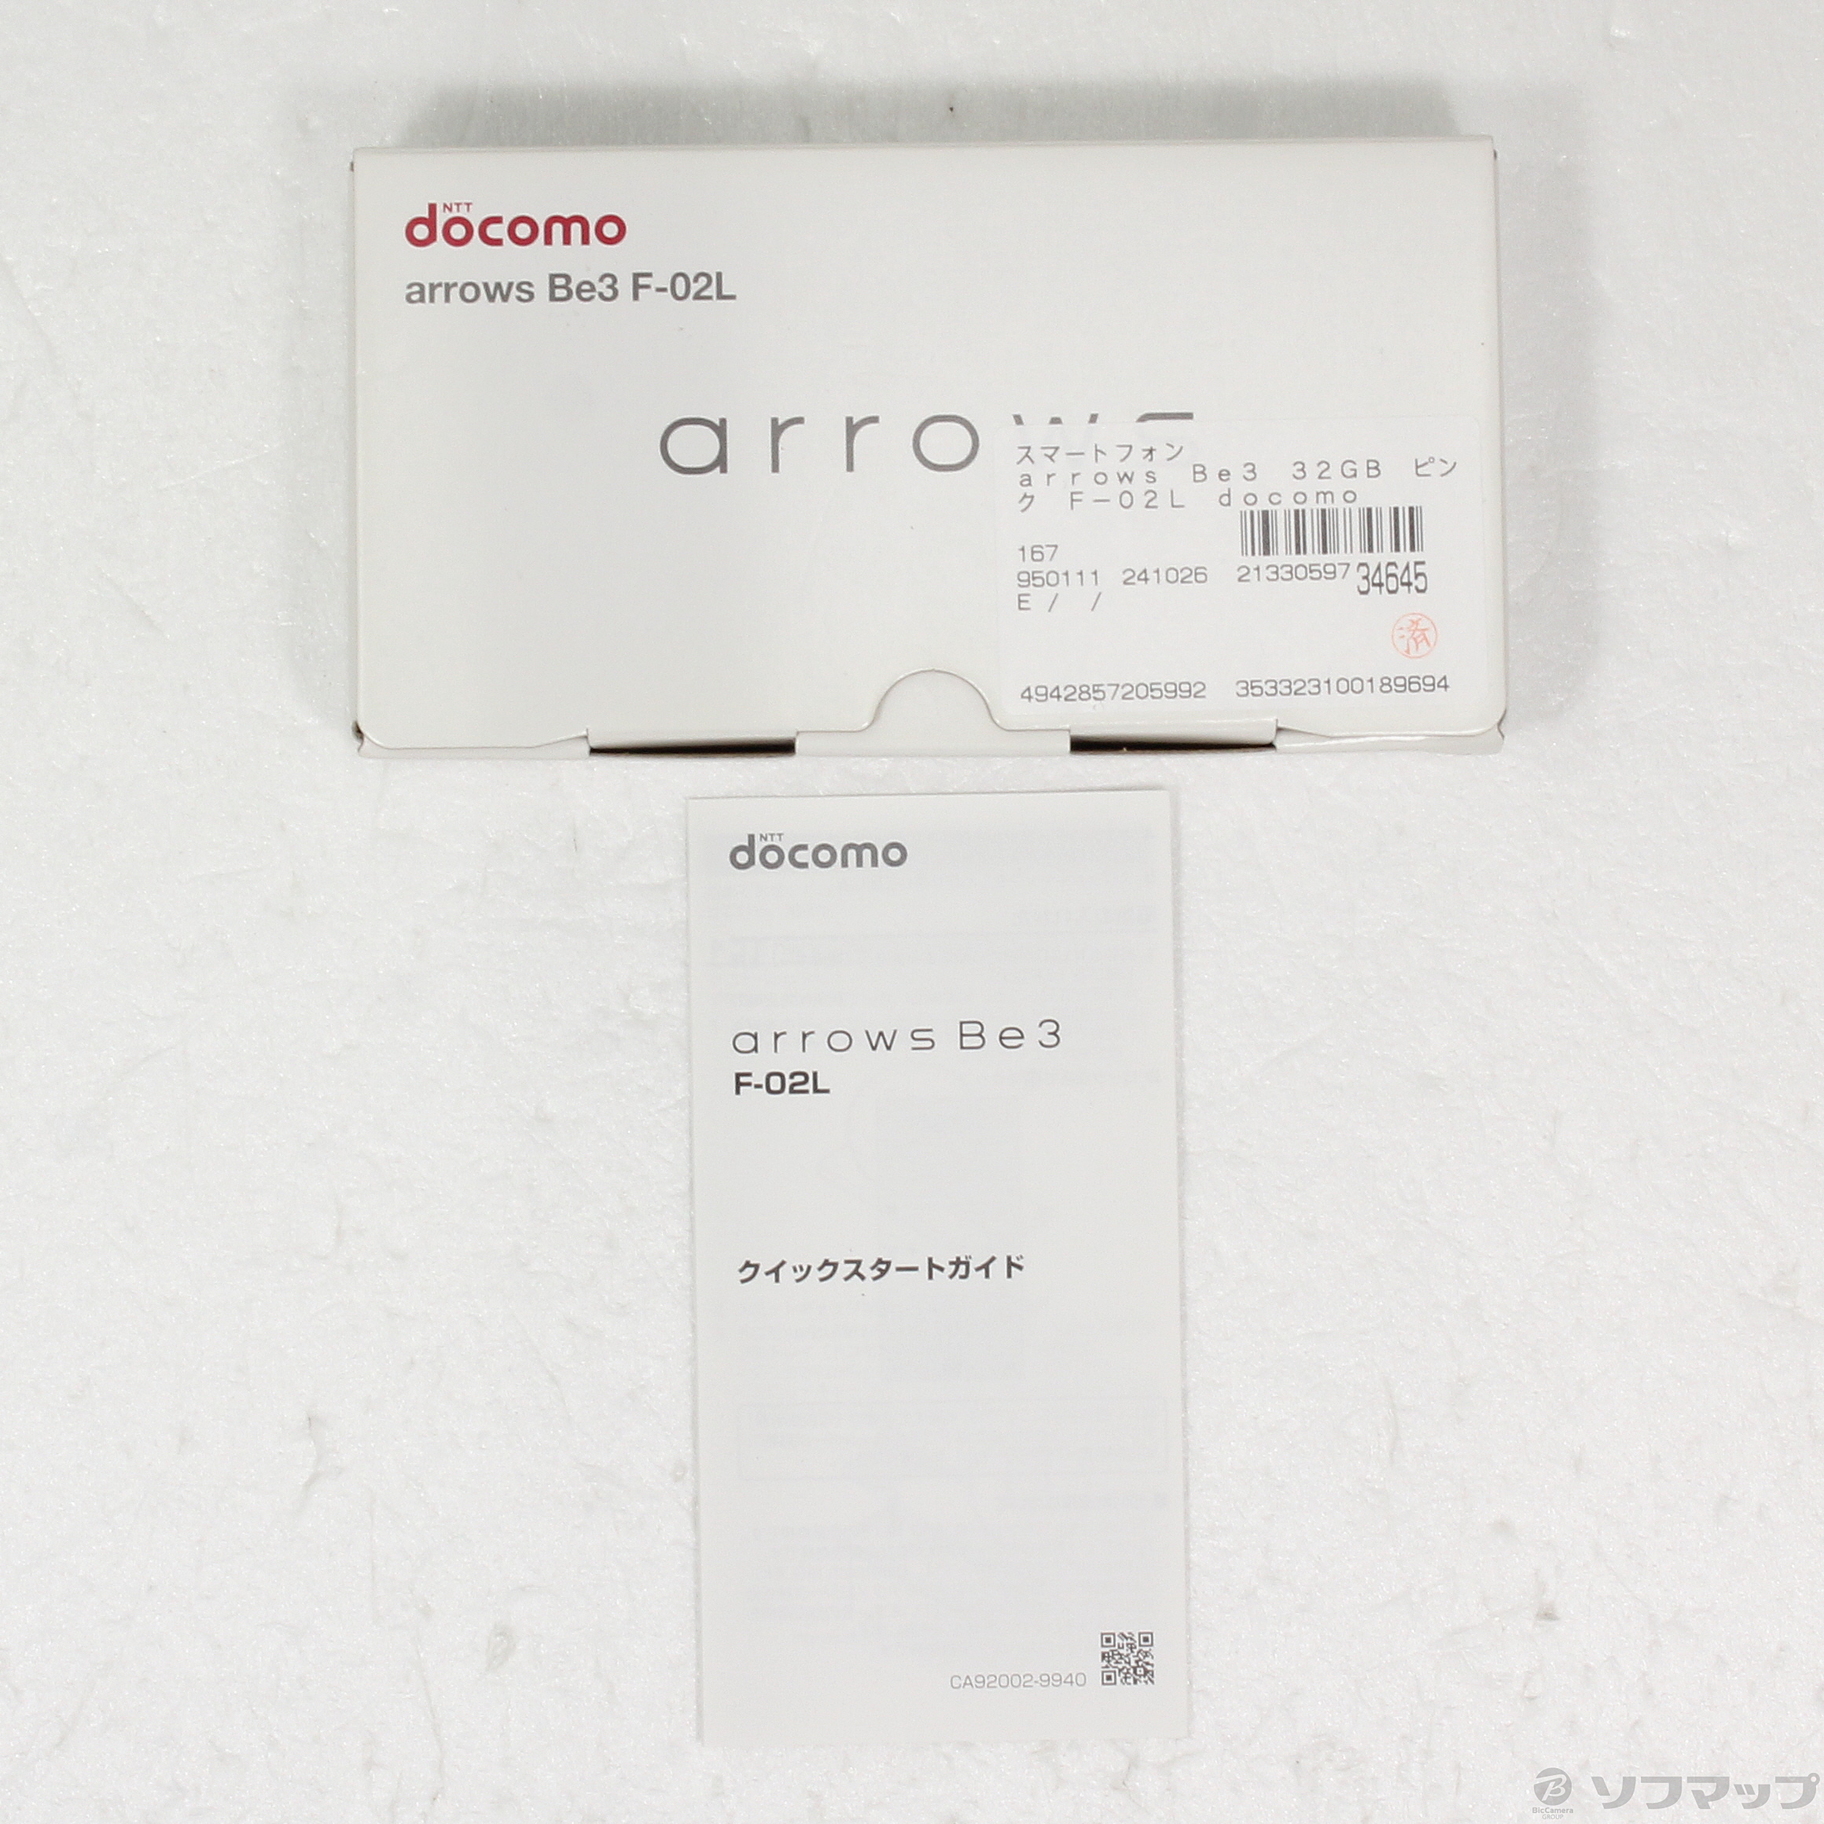 NTT
docomo
arrows Be3 F-02L
arrows
スマートフォン
arrows Be3 32GB ピン
ク F-02L docomo
167
950111 241026 21330597 34645
E / /
済
4942857205992 353323100189694
NTT
docomo
arrows Be3
F-02L
クイックスタートガイド
CA92002-9940
BicCamera
GROUP
ソフマップ